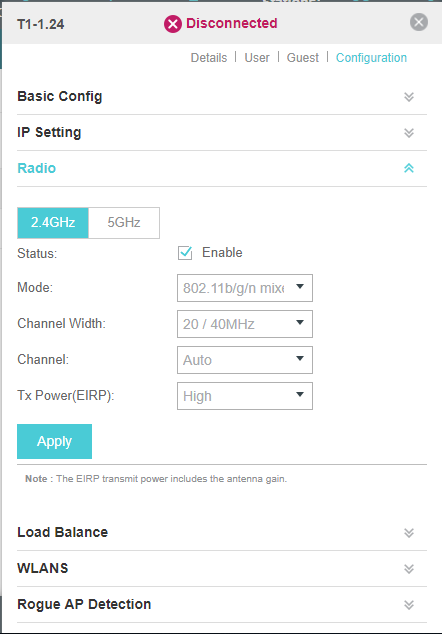 T1-1.24 Disconnected
Details | User | Guest | Configuration
Basic Config
IP Setting
Radio
2.4GHz 5GHz
Status: Enable
Mode: 802.11b/g/n mixe
Channel Width: 20 / 40MHz
Channel: Auto
Tx Power(EIRP): High
Apply
Note : The EIRP transmit power includes the antenna gain.
Load Balance
WLANS
Rogue AP Detection